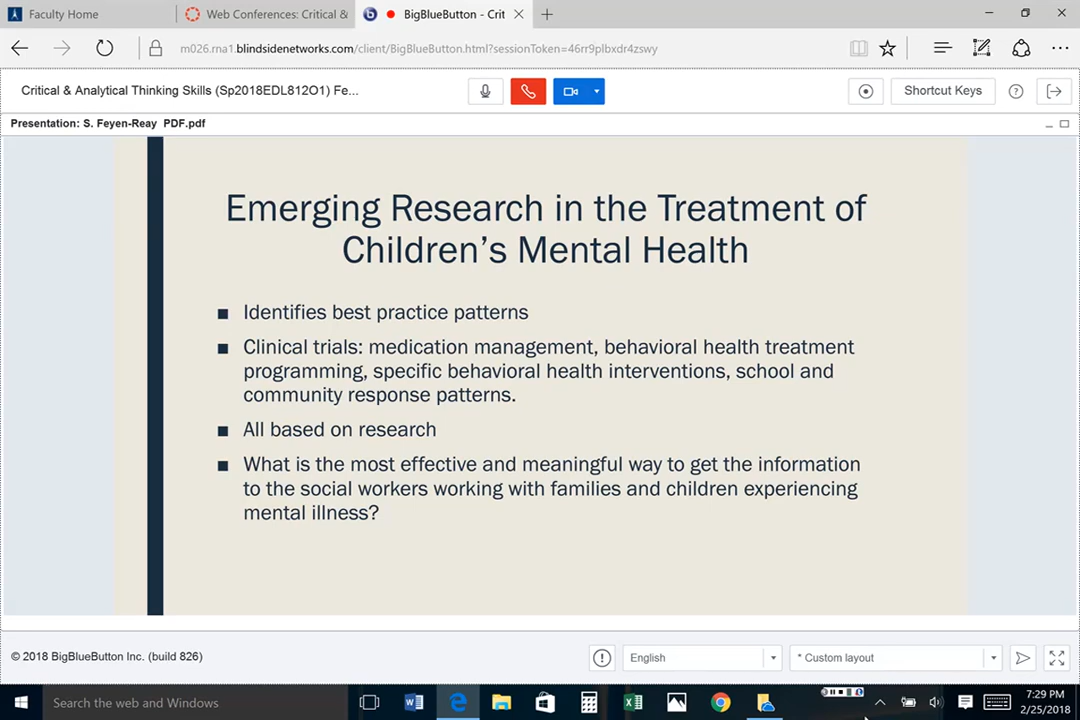 Faculty Home
Web Conferences: Critical &
BigBlueButton - Crit
m026.rna1.blindsidenetworks.com/client/BigBlueButton.html?sessionToken=46rr9plbxdr4zswy
Critical & Analytical Thinking Skills (Sp2018EDL812O1) Fe...
Shortcut Keys
Presentation: S. Feyen-Reay PDF.pdf
Emerging Research in the Treatment of
Children's Mental Health
■ Identifies best practice patterns
■ Clinical trials: medication management, behavioral health treatment
programming, specific behavioral health interventions, school and
community response patterns.
■ All based on research
■ What is the most effective and meaningful way to get the information
to the social workers working with families and children experiencing
mental illness?
© 2018 BigBlueButton Inc. (build 826)
English
* Custom layout
Search the web and Windows
7:29 PM
2/25/2018